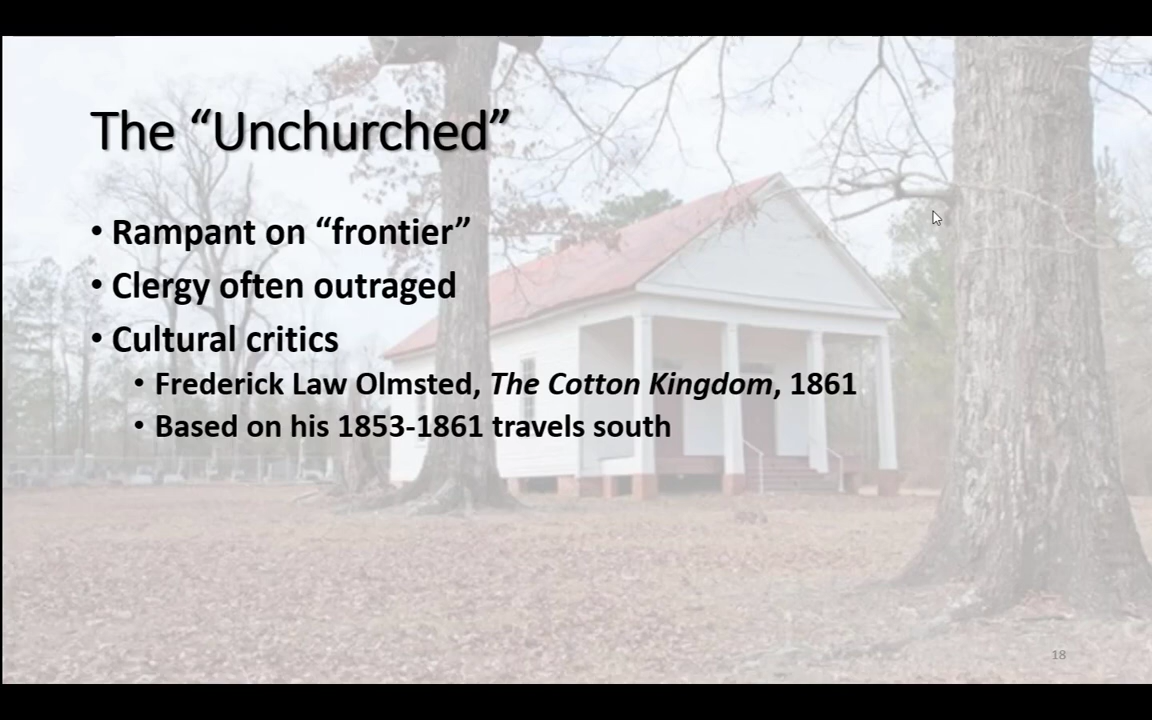 The “Unchurched”
• Rampant on “frontier”
• Clergy often outraged
• Cultural critics
• Frederick Law Olmsted, The Cotton Kingdom, 1861
• Based on his 1853-1861 travels south
18